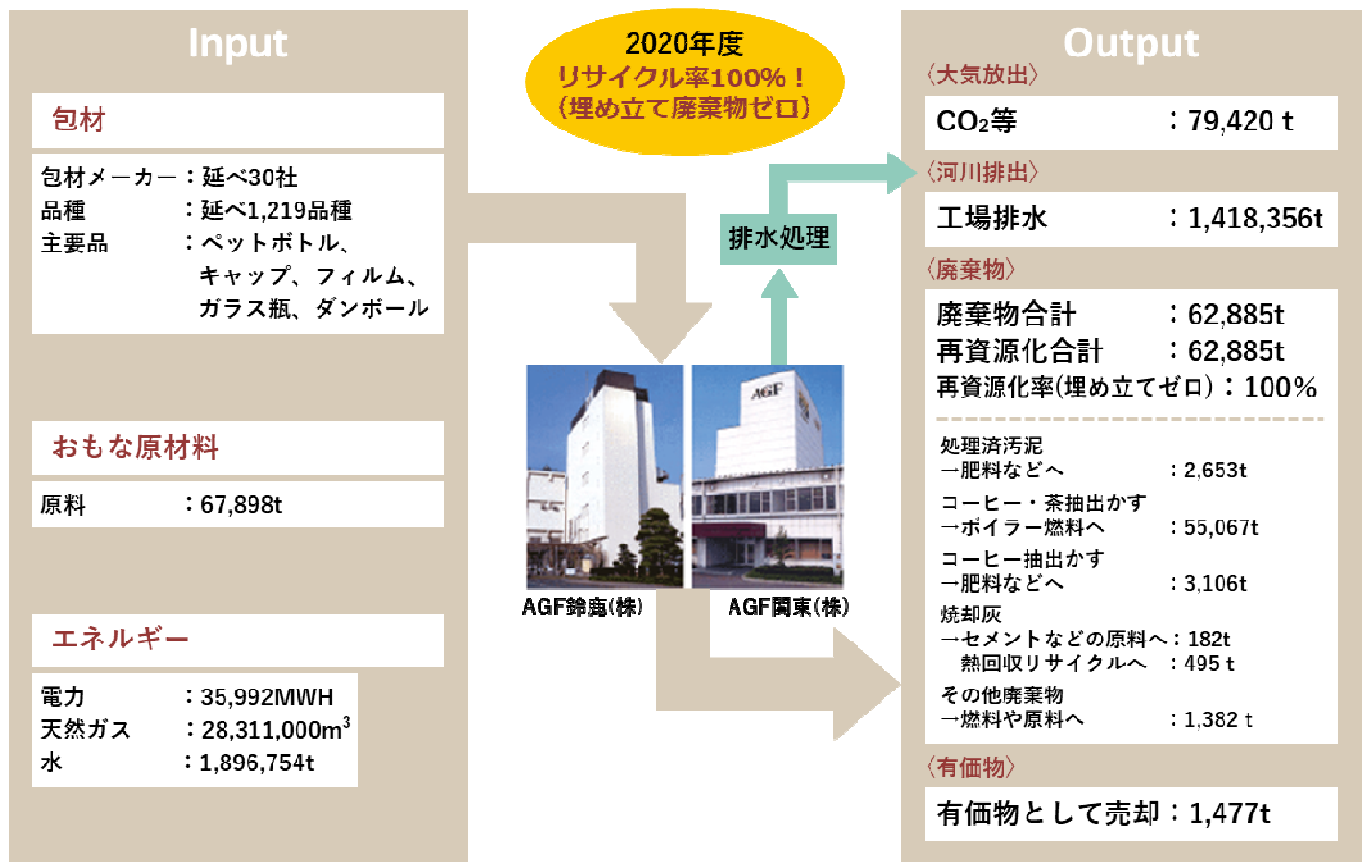 Input
包材
包材メーカー：延べ30社
品種：延べ1,219品種
主要品：ペットボトル、
キャップ、フィルム、
ガラス瓶、ダンボール
おもな原材料
原料：67,898t
エネルギー
電力：35,992MWH
天然ガス：28,311,000m³
水：1,896,754t
2020年度
リサイクル率100%！
（埋め立て廃棄物ゼロ）
排水処理
AGF
AGF鈴鹿(株)
AGF関東(株)
Output
〈大気放出〉
CO₂等：79,420 t
〈河川排出〉
工場排水：1,418,356t
〈廃棄物〉
廃棄物合計：62,885t
再資源化合計：62,885t
再資源化率(埋め立てゼロ)：100%
処理済汚泥
→肥料などへ：2,653t
コーヒー・茶抽出かす
→ボイラー燃料へ：55,067t
コーヒー抽出かす
→肥料などへ：3,106t
焼却灰
→セメントなどの原料へ：182t
熱回収リサイクルへ：495 t
その他廃棄物
→燃料や原料へ：1,382 t
〈有価物〉
有価物として売却：1,477t